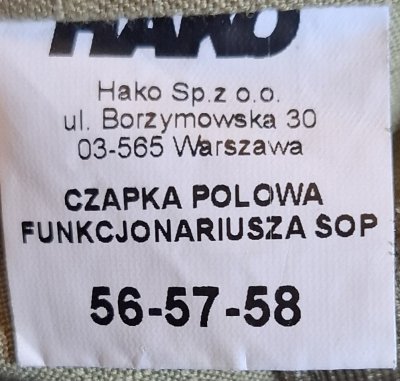 HAKO
Hako Sp.z o.o.
ul. Borzymowska 30
03-565 Warszawa
CZAPKA POLOWA
FUNKCJONARIUSZA SOP
56-57-58